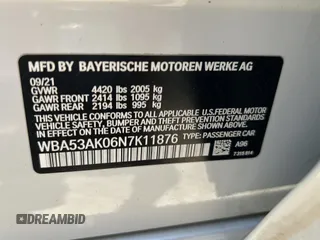 MFD BY BAYERISCHE MOTOREN WERKE AG
09/21
GVWR 4420 lbs 2005 kg
GAWR FRONT 2414 lbs 1095 kg
GAWR REAR 2194 lbs 995 kg
THIS VEHICLE CONFORMS TO ALL APPLICABLE U.S. FEDERAL MOTOR VEHICLE SAFETY, BUMPER, AND THEFT PREVENTION STANDARDS IN EFFECT ON THE DATE OF MANUFACTURE SHOWN ABOVE.
WBA53AK06N7K11876 TYPE: PASSENGER CAR
A96
DREAMBID